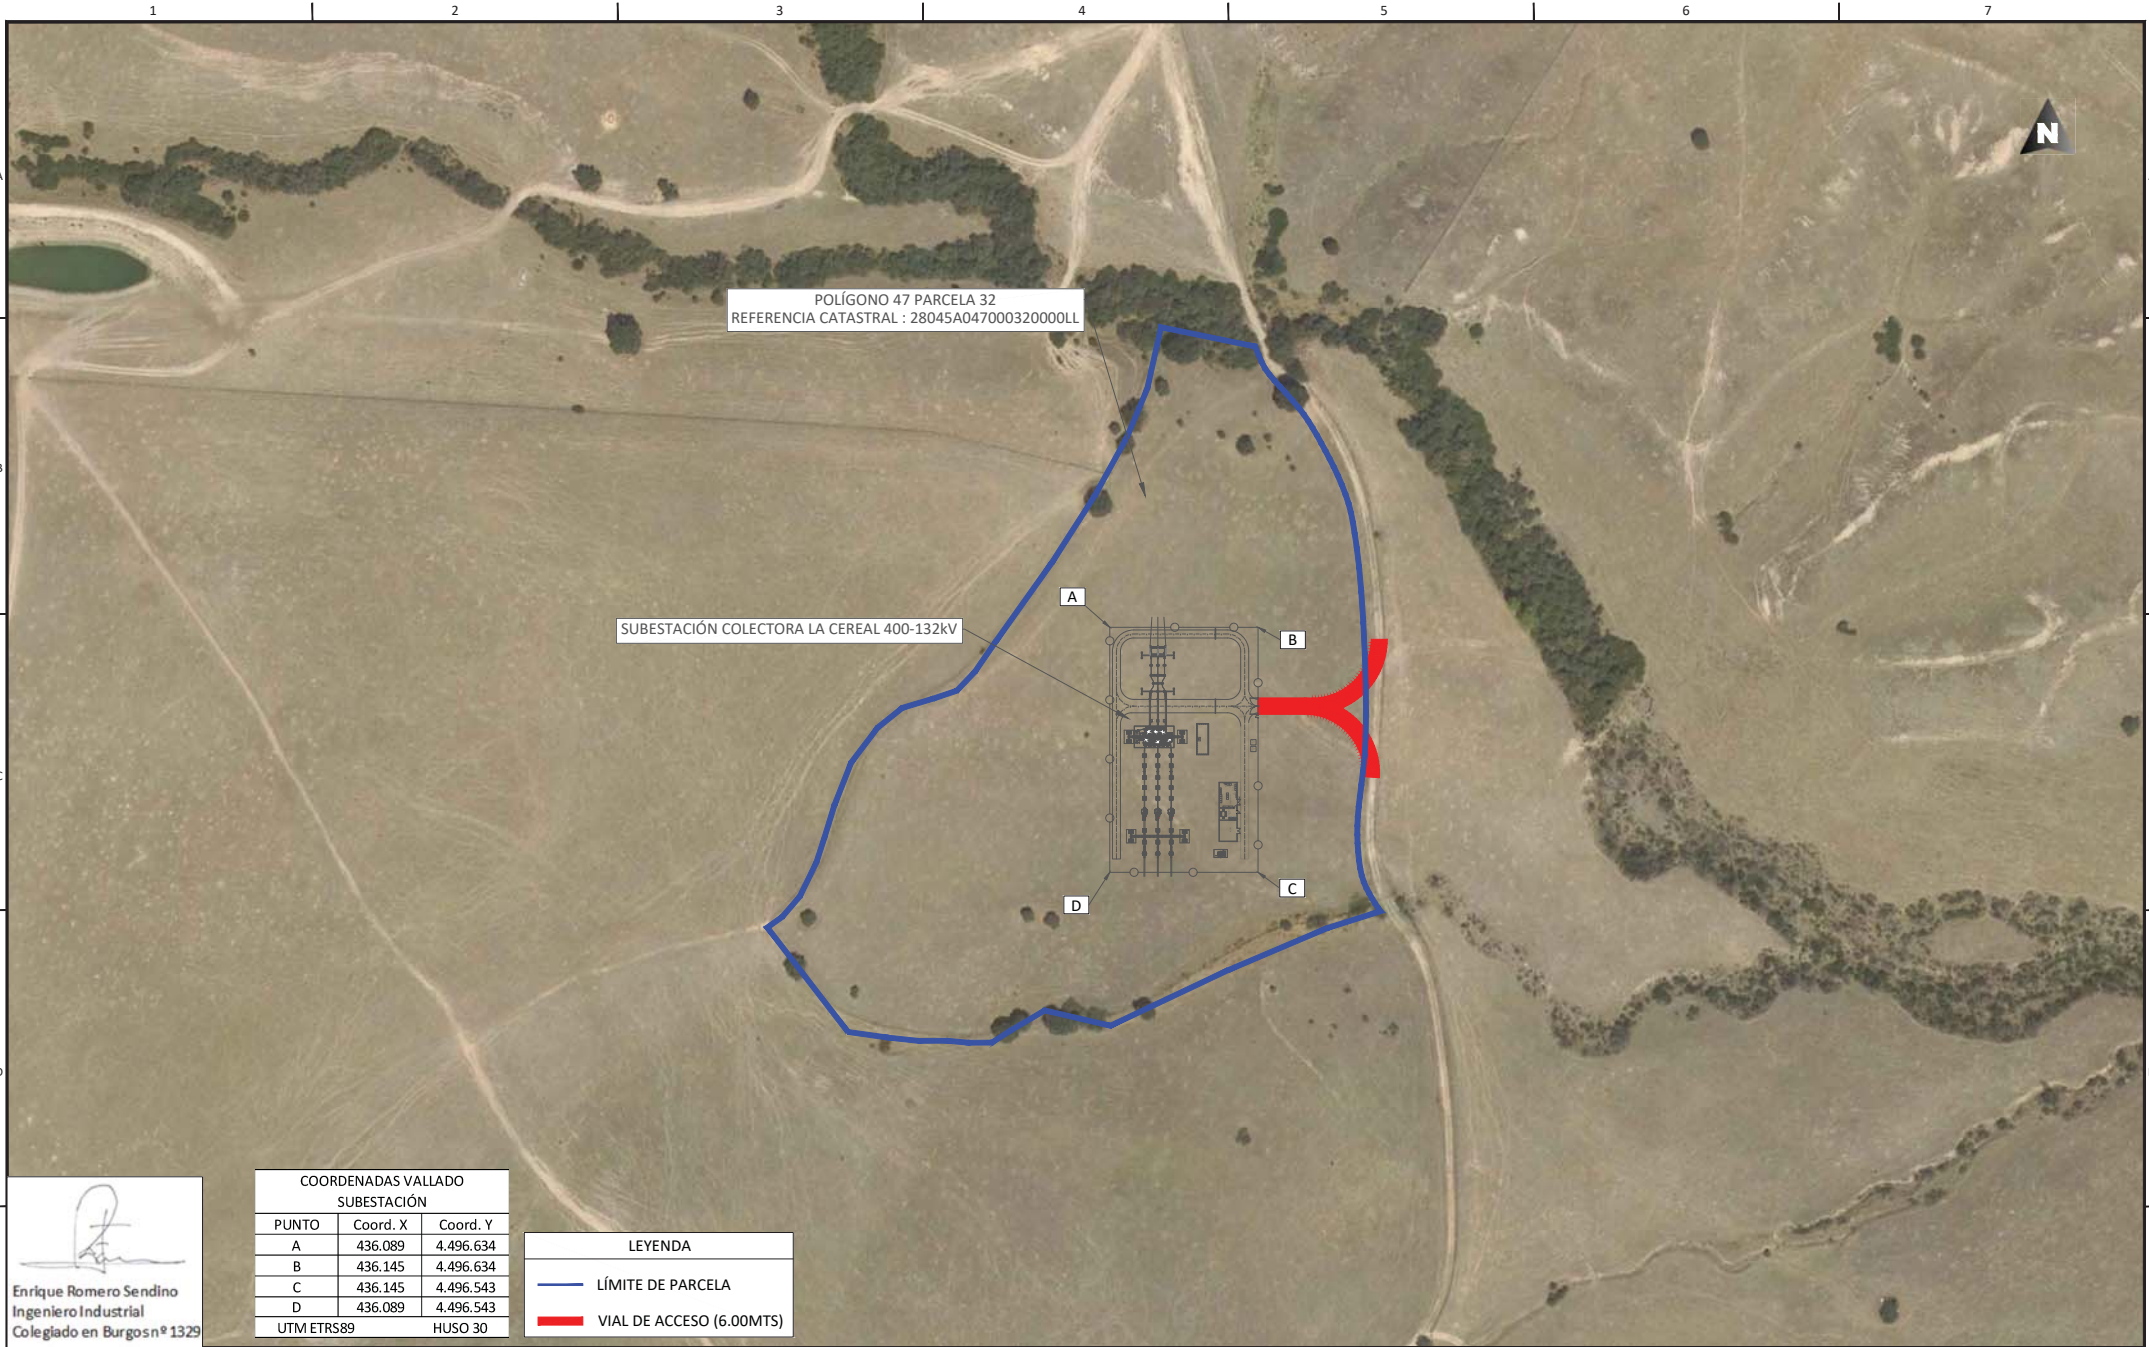 1 2 3 4 5 6 7
N
A
POLÍGONO 47 PARCELA 32
REFERENCIA CATASTRAL : 28045A047000320000LL
B
A
SUBESTACIÓN COLECTORA LA CEREAL 400-132kV
B
C
C
D
D
COORDENADAS VALLADO
SUBESTACIÓN
PUNTO Coord. X Coord. Y
A 436.089 4.496.634
B 436.145 4.496.634
C 436.145 4.496.543
D 436.089 4.496.543
UTM ETRS89 HUSO 30
LEYENDA
LÍMITE DE PARCELA
VIAL DE ACCESO (6.00MTS)
Enrique Romero Sendino
Ingeniero Industrial
Colegiado en Burgos nº 1329